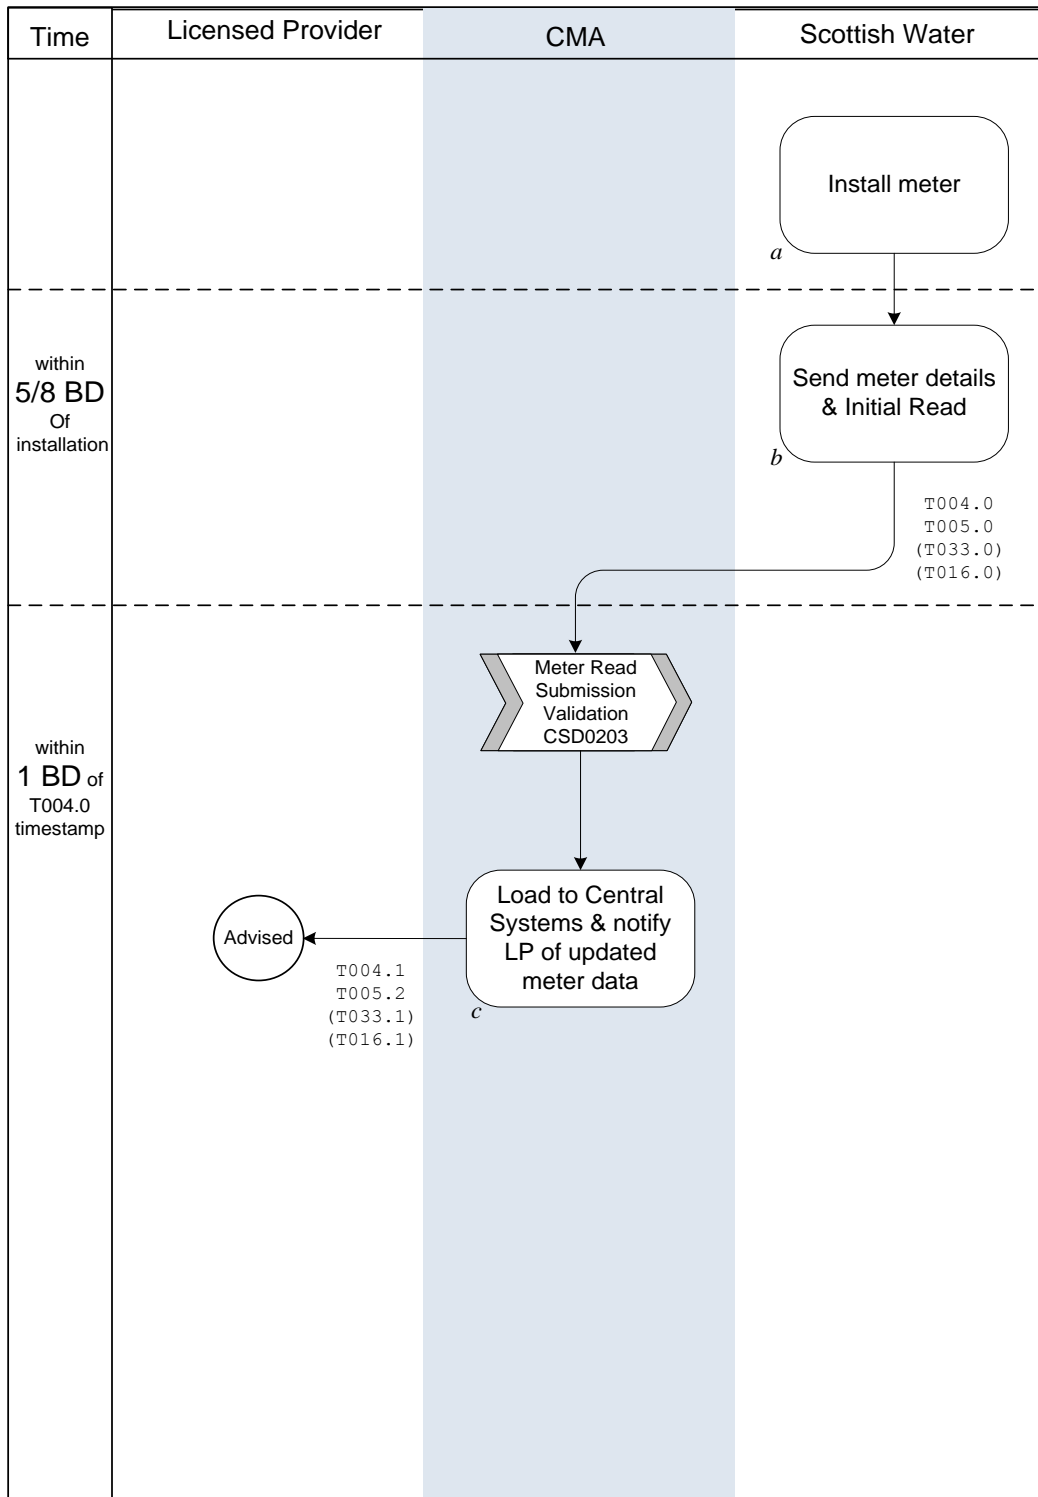 Time
Licensed Provider
CMA
Scottish Water
Install meter
a
within
5/8 BD
Of
installation
Send meter details
& Initial Read
b
T004.0
T005.0
(T033.0)
(T016.0)
within
1 BD of
T004.0
timestamp
Meter Read
Submission
Validation
CSD0203
Load to Central
Systems & notify
LP of updated
meter data
c
Advised
T004.1
T005.2
(T033.1)
(T016.1)